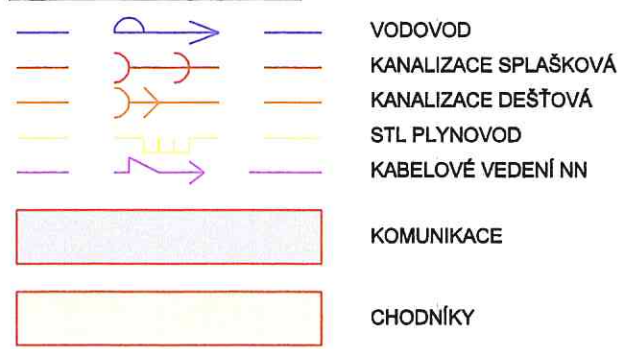 VODOVOD
KANALIZACE SPLAŠKOVÁ
KANALIZACE DEŠŤOVÁ
STL PLYNOVOD
KABELOVÉ VEDENÍ NN
KOMUNIKACE
CHODNÍKY